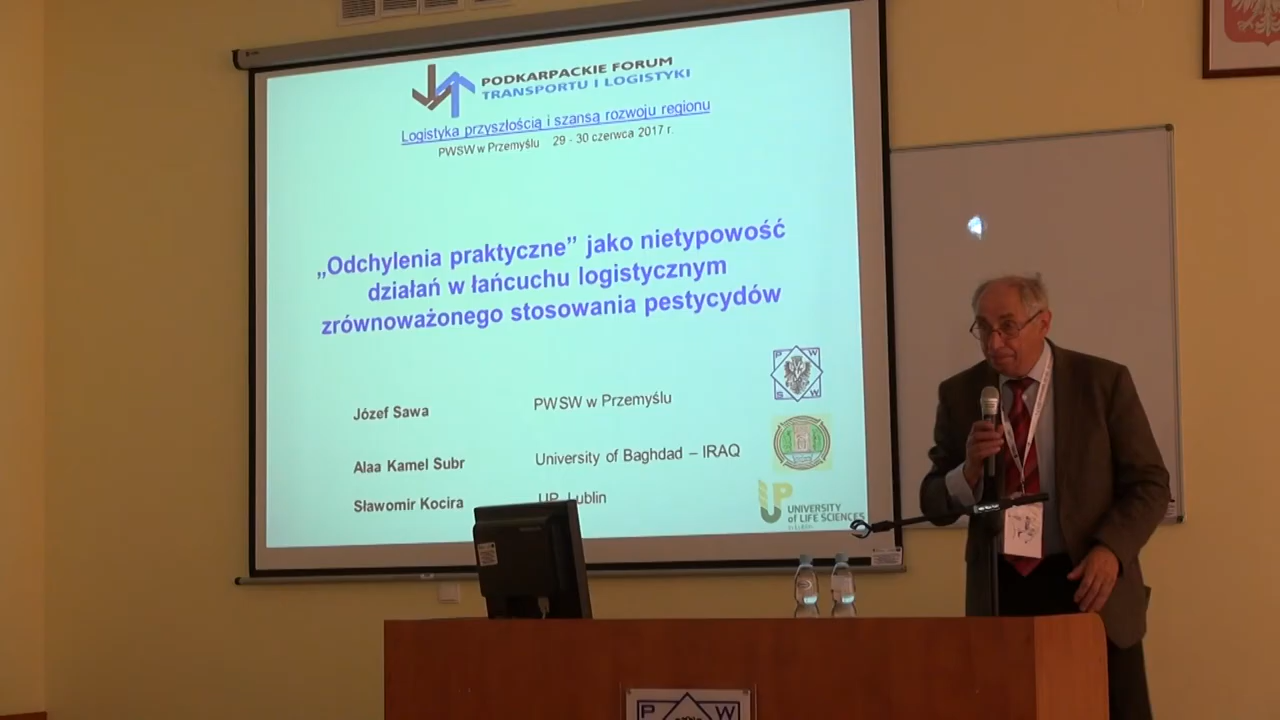 PODKARPACKIE FORUM
TRANSPORTU I LOGISTYKI
Logistyka przyszłością i szansą rozwoju regionu
PWSW w Przemyślu 29 - 30 czerwca 2017 r.
„Odchylenia praktyczne” jako nietypowość
działań w łańcuchu logistycznym
zrównoważonego stosowania pestycydów
P W
S W
Józef Sawa PWSW w Przemyślu
Alaa Kamel Subr University of Baghdad – IRAQ
Sławomir Kocira UP Lublin
UP
UNIVERSITY
of LIFE SCIENCES
P W